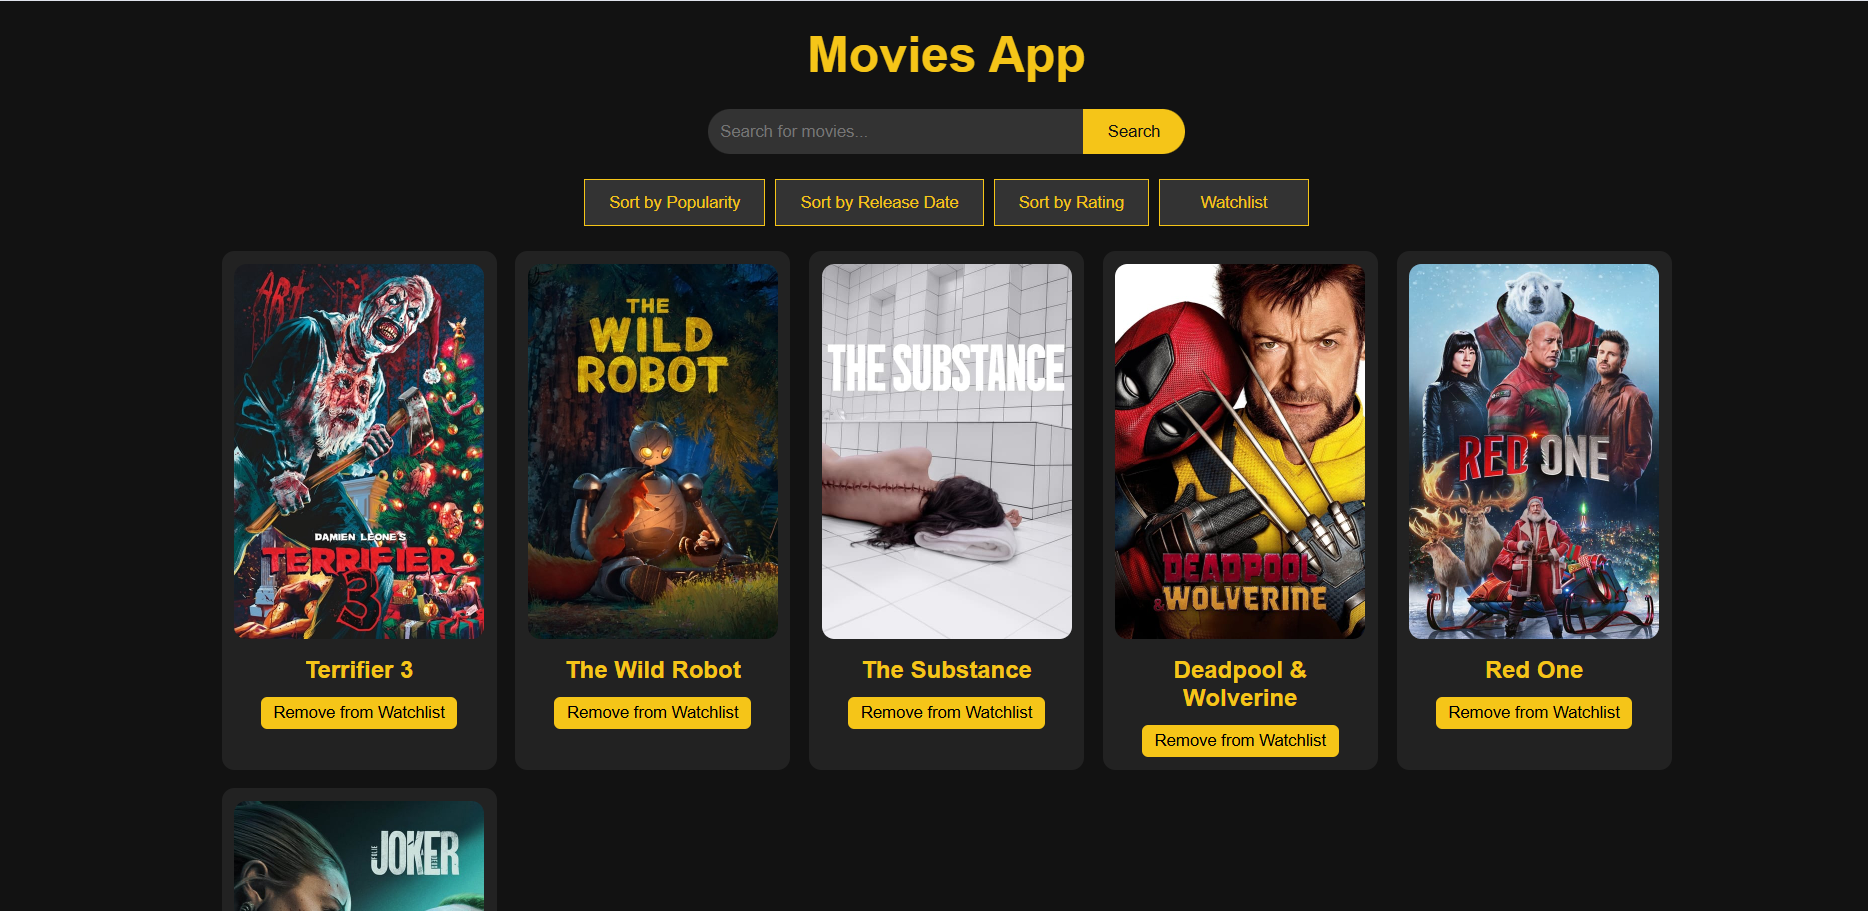 Movies App
Search for movies...
Search
Sort by Popularity
Sort by Release Date
Sort by Rating
Watchlist
ART
DAMIEN LEONE'S
TERRIFIER
3
Terrifier 3
Remove from Watchlist
THE
WILD
ROBOT
The Wild Robot
Remove from Watchlist
THE SUBSTANCE
The Substance
Remove from Watchlist
DEADPOOL
&WOLVERINE
Deadpool &
Wolverine
Remove from Watchlist
RED ONE
Red One
Remove from Watchlist
JOKER
FOLIE